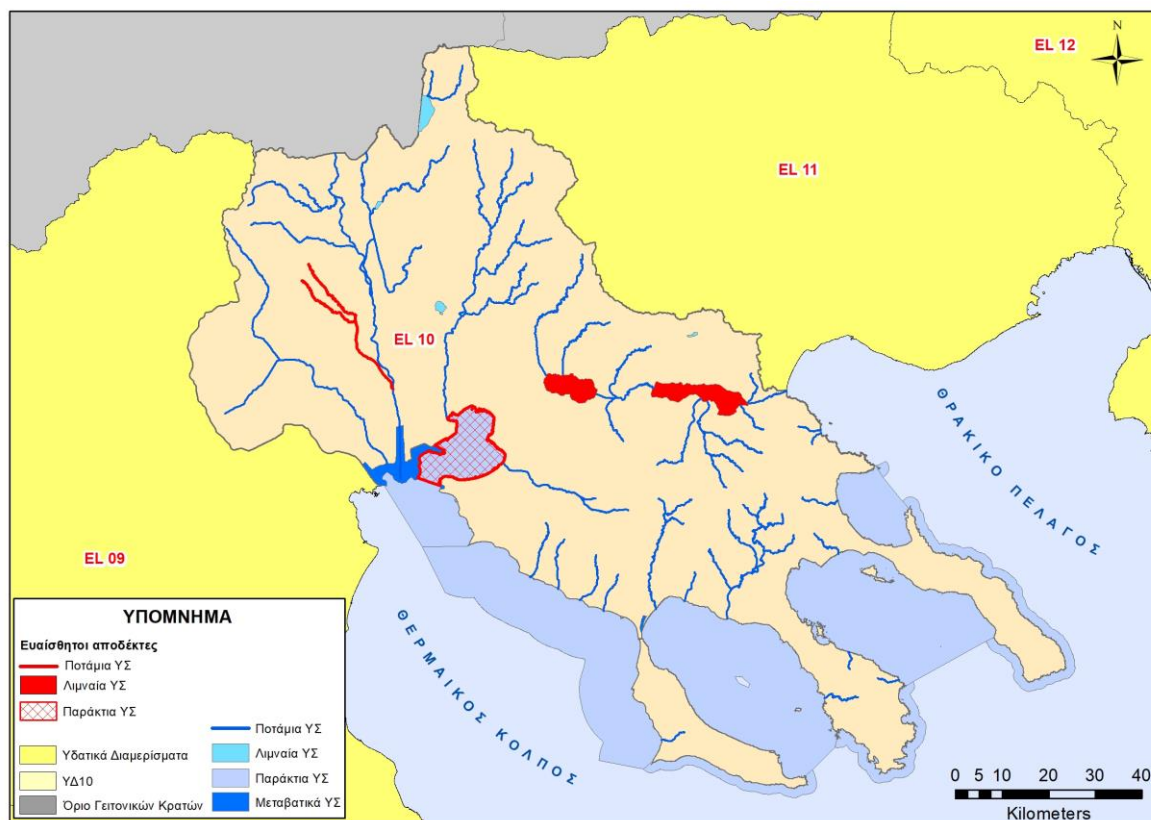 EL 12
N
EL 11
EL 10
EL 09
ΘΡΑΚΙΚΟ ΠΕΛΑΓΟΣ
ΘΕΡΜΑΙΚΟΣ ΚΟΛΠΟΣ
ΥΠΟΜΝΗΜΑ
Ευαίσθητοι αποδέκτες
Ποτάμια ΥΣ
Λιμναία ΥΣ
Παράκτια ΥΣ
Υδατικά Διαμερίσματα
ΥΔ10
Όριο Γειτονικών Κρατών
Ποτάμια ΥΣ
Λιμναία ΥΣ
Παράκτια ΥΣ
Μεταβατικά ΥΣ
0 5 10 20 30 40
Kilometers